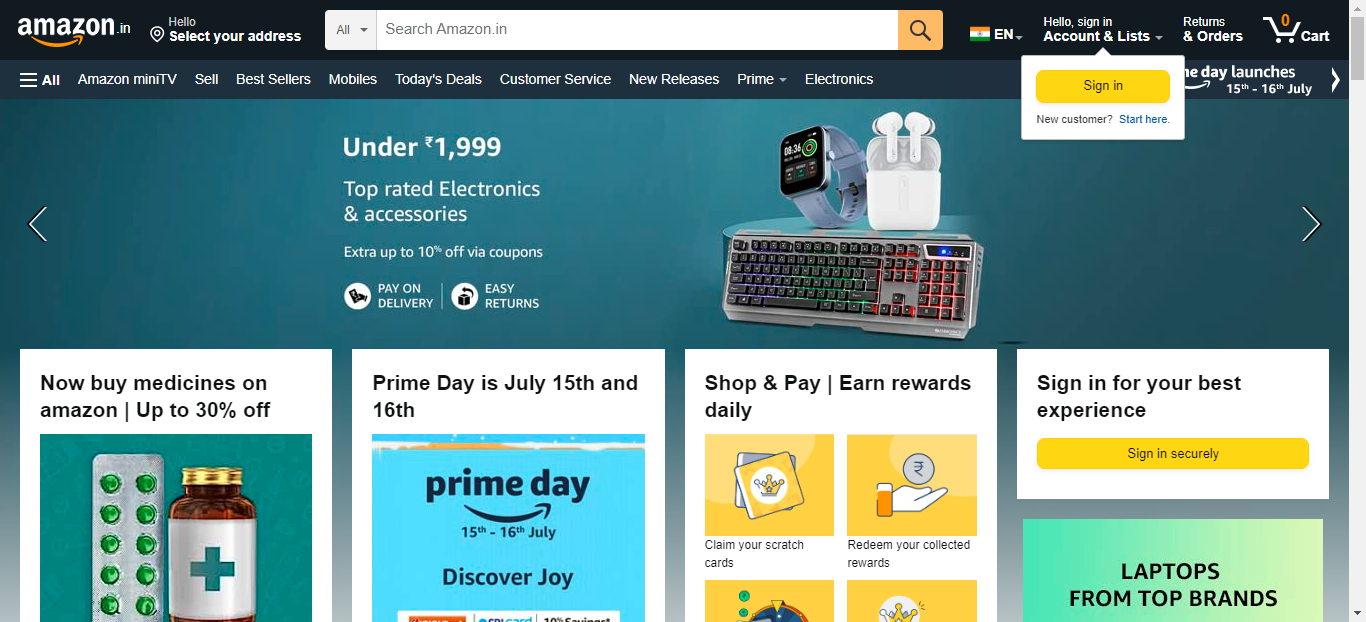 amazon.in
Hello
Select your address
All
Search Amazon.in
EN
Hello, sign in
Account & Lists
Returns
& Orders
0
Cart
All
Amazon miniTV
Sell
Best Sellers
Mobiles
Today's Deals
Customer Service
New Releases
Prime
Electronics
day launches
15th - 16th July
Sign in
New customer? Start here.
Under ₹1,999
Top rated Electronics
& accessories
Extra up to 10% off via coupons
PAY ON
DELIVERY
EASY
RETURNS
08:36
Now buy medicines on
amazon | Up to 30% off
Prime Day is July 15th and
16th
prime day
15th - 16th July
Discover Joy
Shop & Pay | Earn rewards
daily
Claim your scratch
cards
Redeem your collected
rewards
Sign in for your best
experience
Sign in securely
LAPTOPS
FROM TOP BRANDS